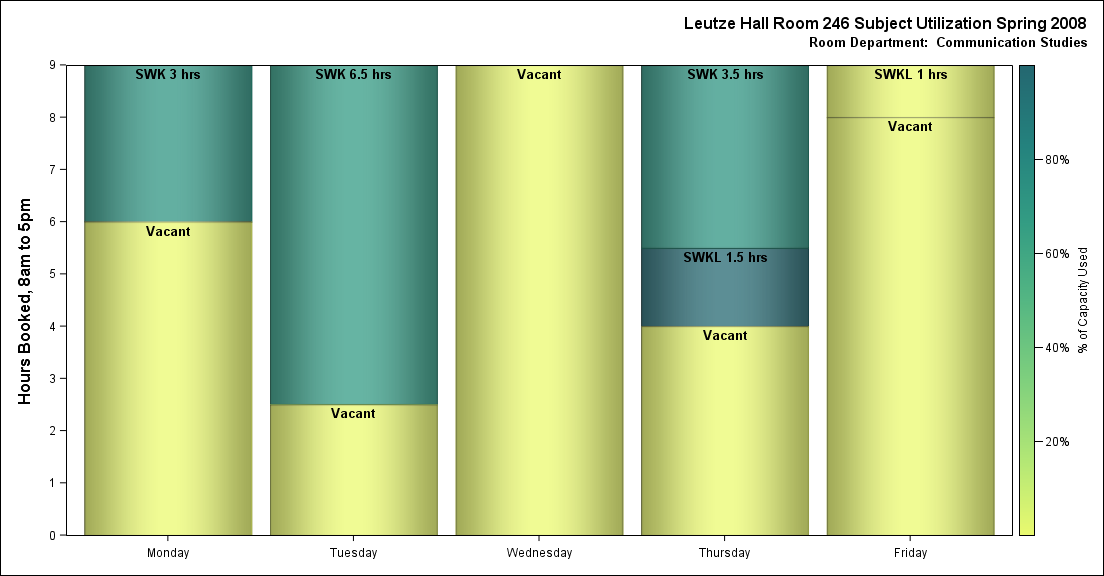 Leutze Hall Room 246 Subject Utilization Spring 2008
Room Department:  Communication Studies
Hours Booked, 8am to 5pm
9
8
7
6
5
4
3
2
1
0
SWK 3 hrs
Vacant
SWK 6.5 hrs
Vacant
Vacant
SWK 3.5 hrs
SWKL 1.5 hrs
Vacant
SWKL 1 hrs
Vacant
Monday
Tuesday
Wednesday
Thursday
Friday
80%
60%
40%
20%
% of Capacity Used